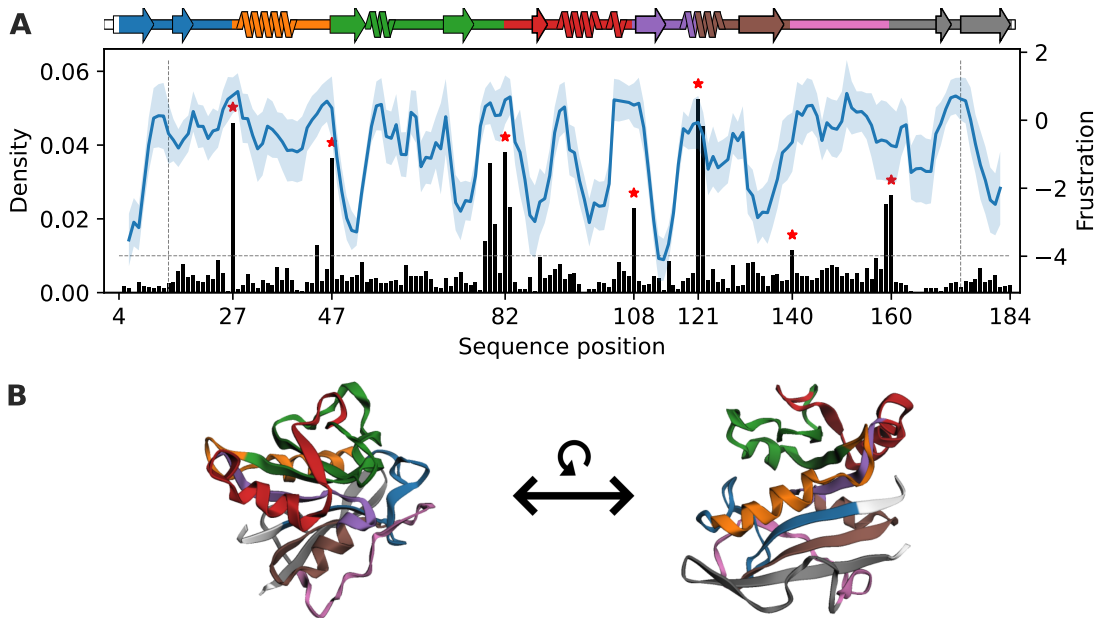 A
0.06
0.04
0.02
0.00
Density
2
0
−2
−4
Frustration
4 27 47 82 108 121 140 160 184
Sequence position
B